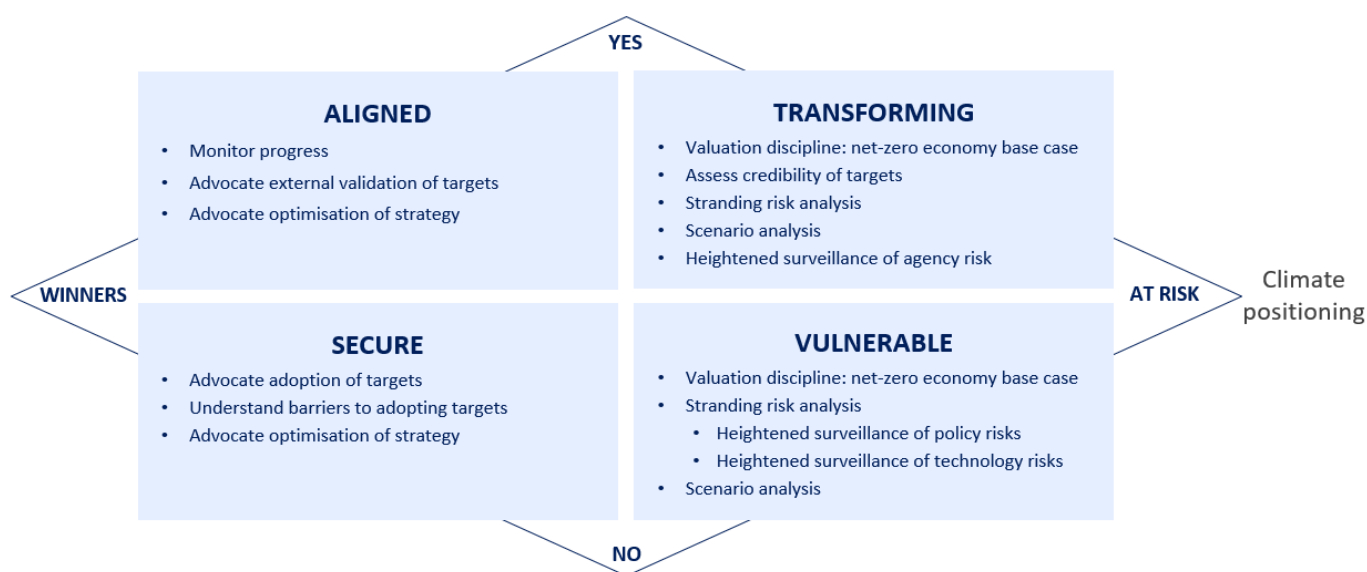 YES
ALIGNED
• Monitor progress
• Advocate external validation of targets
• Advocate optimisation of strategy
TRANSFORMING
• Valuation discipline: net-zero economy base case
• Assess credibility of targets
• Stranding risk analysis
• Scenario analysis
• Heightened surveillance of agency risk
WINNERS
AT RISK
Climate
positioning
SECURE
• Advocate adoption of targets
• Understand barriers to adopting targets
• Advocate optimisation of strategy
VULNERABLE
• Valuation discipline: net-zero economy base case
• Stranding risk analysis
• Heightened surveillance of policy risks
• Heightened surveillance of technology risks
• Scenario analysis
NO